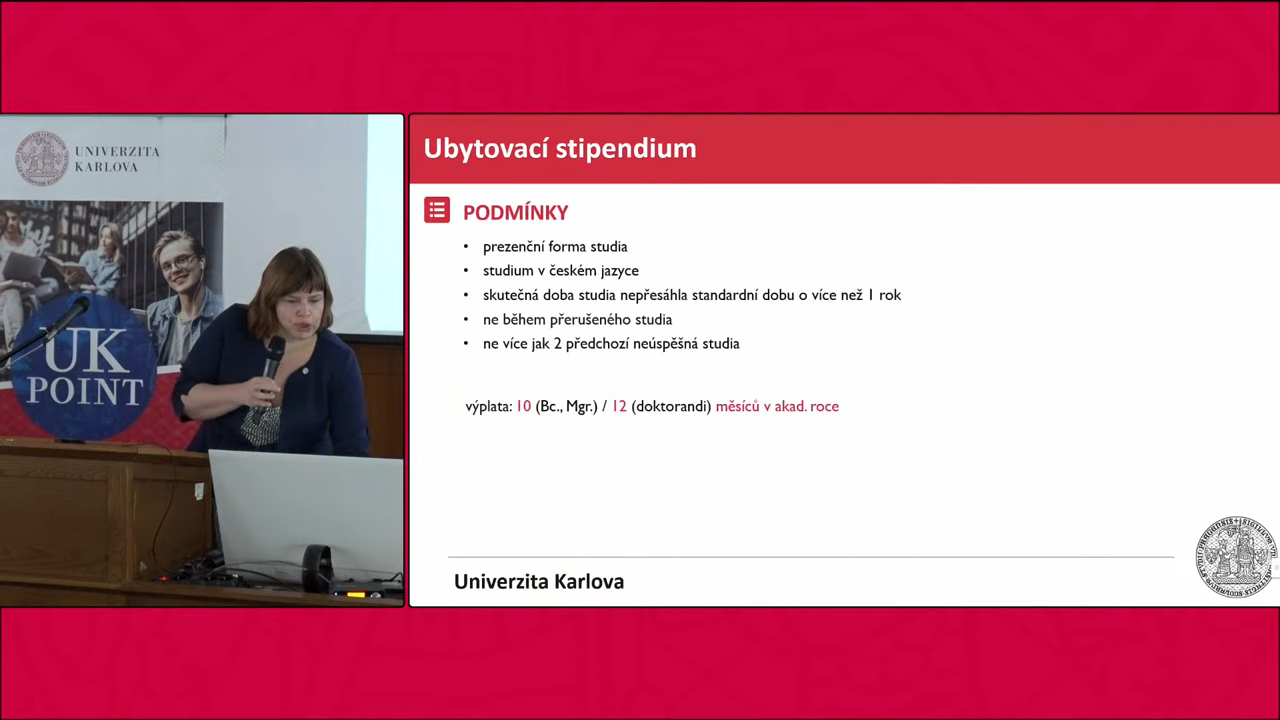 UNIVERZITA
KARLOVA
UK
POINT
Ubytovací stipendium
PODMÍNKY
• prezenční forma studia
• studium v českém jazyce
• skutečná doba studia nepřesáhla standardní dobu o více než 1 rok
• ne během přerušeného studia
• ne více jak 2 předchozí neúspěšná studia
výplata: 10 (Bc., Mgr.) / 12 (doktorandi) měsíců v akad. roce
Univerzita Karlova